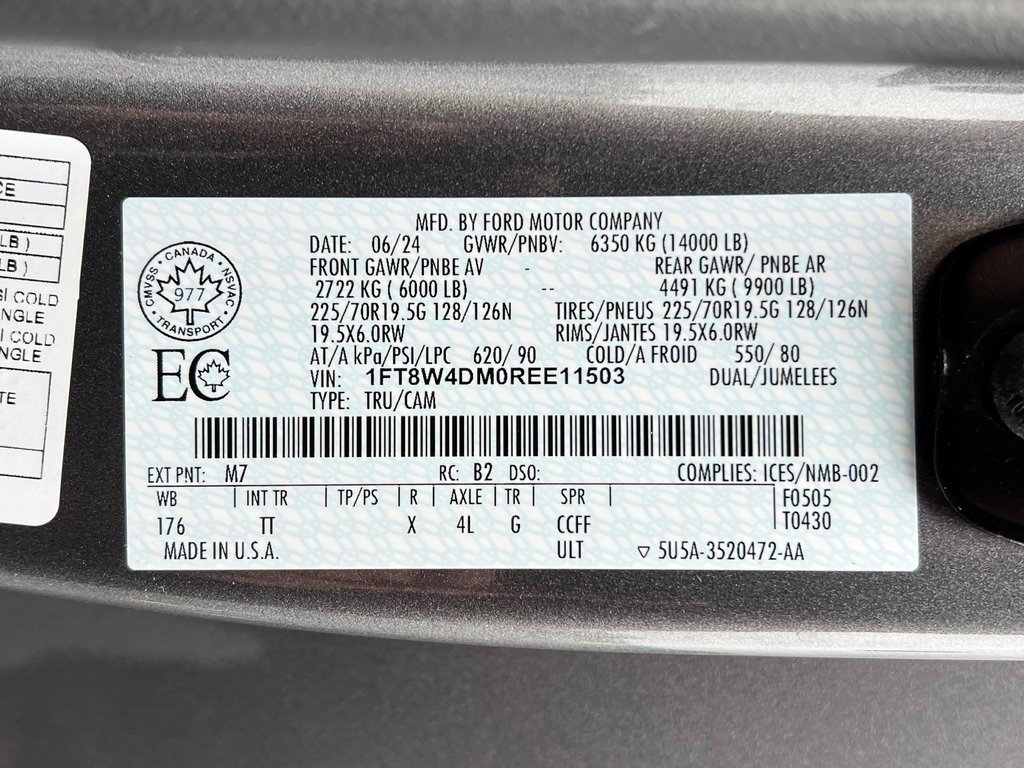 CE
LB )
LB )
SI COLD
ANGLE
I COLD
NGLE
TE
MFD. BY FORD MOTOR COMPANY
DATE: 06/24 GVWR/PNBV: 6350 KG (14000 LB)
FRONT GAWR/PNBE AV - REAR GAWR/ PNBE AR
2722 KG ( 6000 LB) -- 4491 KG ( 9900 LB)
225/70R19.5G 128/126N TIRES/PNEUS 225/70R19.5G 128/126N
19.5X6.0RW RIMS/JANTES 19.5X6.0RW
AT/A kPa/PSI/LPC 620/ 90 COLD/A FROID 550/ 80
VIN: 1FT8W4DM0REE11503 DUAL/JUMELEES
TYPE: TRU/CAM
CANADA
CMVSS NSVAC
977
TRANSPORT
EC
EXT PNT: M7 RC: B2 DSO: COMPLIES: ICES/NMB-002
WB | INT TR | TP/PS | R | AXLE | TR | SPR | F0505
176 TT X 4L G CCFF T0430
MADE IN U.S.A. ULT ▽ 5U5A-3520472-AA